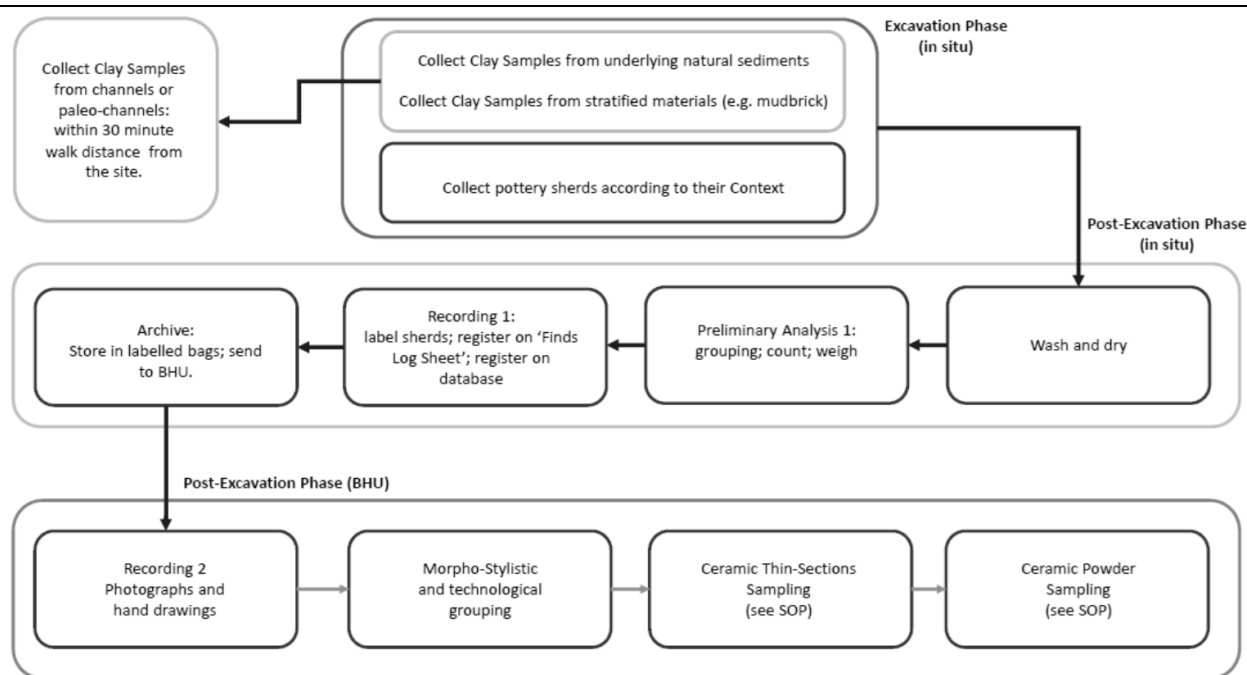 Excavation Phase
(in situ)
Collect Clay Samples
from channels or
paleo-channels:
within 30 minute
walk distance from
the site.
Collect Clay Samples from underlying natural sediments
Collect Clay Samples from stratified materials (e.g. mudbrick)
Collect pottery sherds according to their Context
Post-Excavation Phase
(in situ)
Wash and dry
Preliminary Analysis 1:
grouping; count; weigh
Recording 1:
label sherds; register on ‘Finds
Log Sheet’; register on
database
Archive:
Store in labelled bags; send
to BHU.
Post-Excavation Phase (BHU)
Recording 2
Photographs and
hand drawings
Morpho-Stylistic
and technological
grouping
Ceramic Thin-Sections
Sampling
(see SOP)
Ceramic Powder
Sampling
(see SOP)